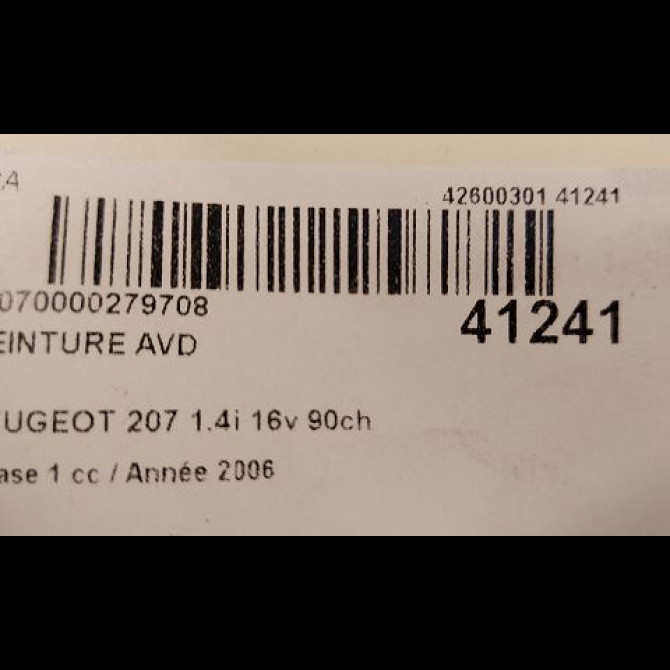 42600301 41241
070000279708
41241
EINTURE AVD
UGEOT 207 1.4i 16v 90ch
ase 1 cc / Année 2006